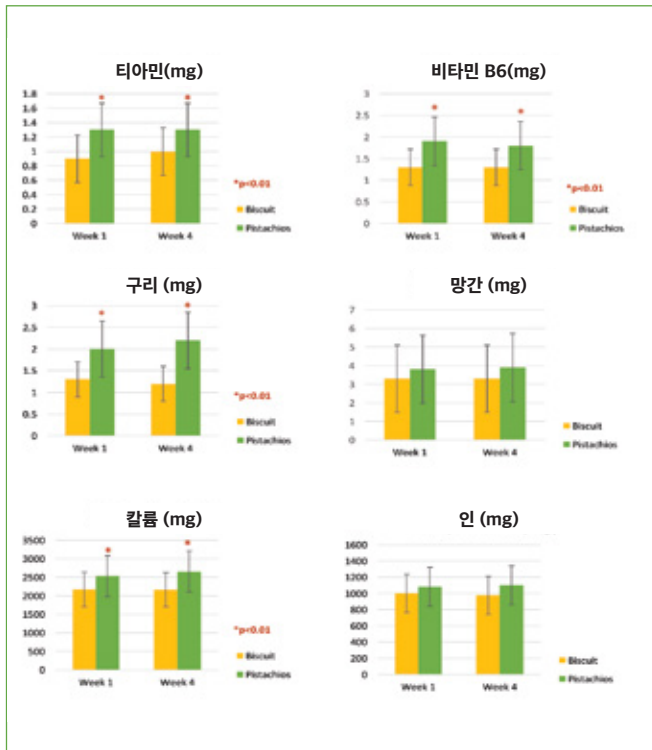 티아민(mg)
1.8
1.6
1.4
1.2
1
0.8
0.6
0.4
0.2
0
*
*
Week 1
Week 4
*p<0.01
Biscuit
Pistachios
비타민 B6(mg)
3
2.5
2
1.5
1
0.5
0
*
*
Week 1
Week 4
*p<0.01
Biscuit
Pistachios
구리 (mg)
3
2.5
2
1.5
1
0.5
0
*
*
Week 1
Week 4
*p<0.01
Biscuit
Pistachios
망간 (mg)
7
6
5
4
3
2
1
0
Week 1
Week 4
Biscuit
Pistachios
칼륨 (mg)
3500
3000
2500
2000
1500
1000
500
0
*
*
Week 1
Week 4
*p<0.01
Biscuit
Pistachios
인 (mg)
1600
1400
1200
1000
800
600
400
200
0
Week 1
Week 4
Biscuit
Pistachios